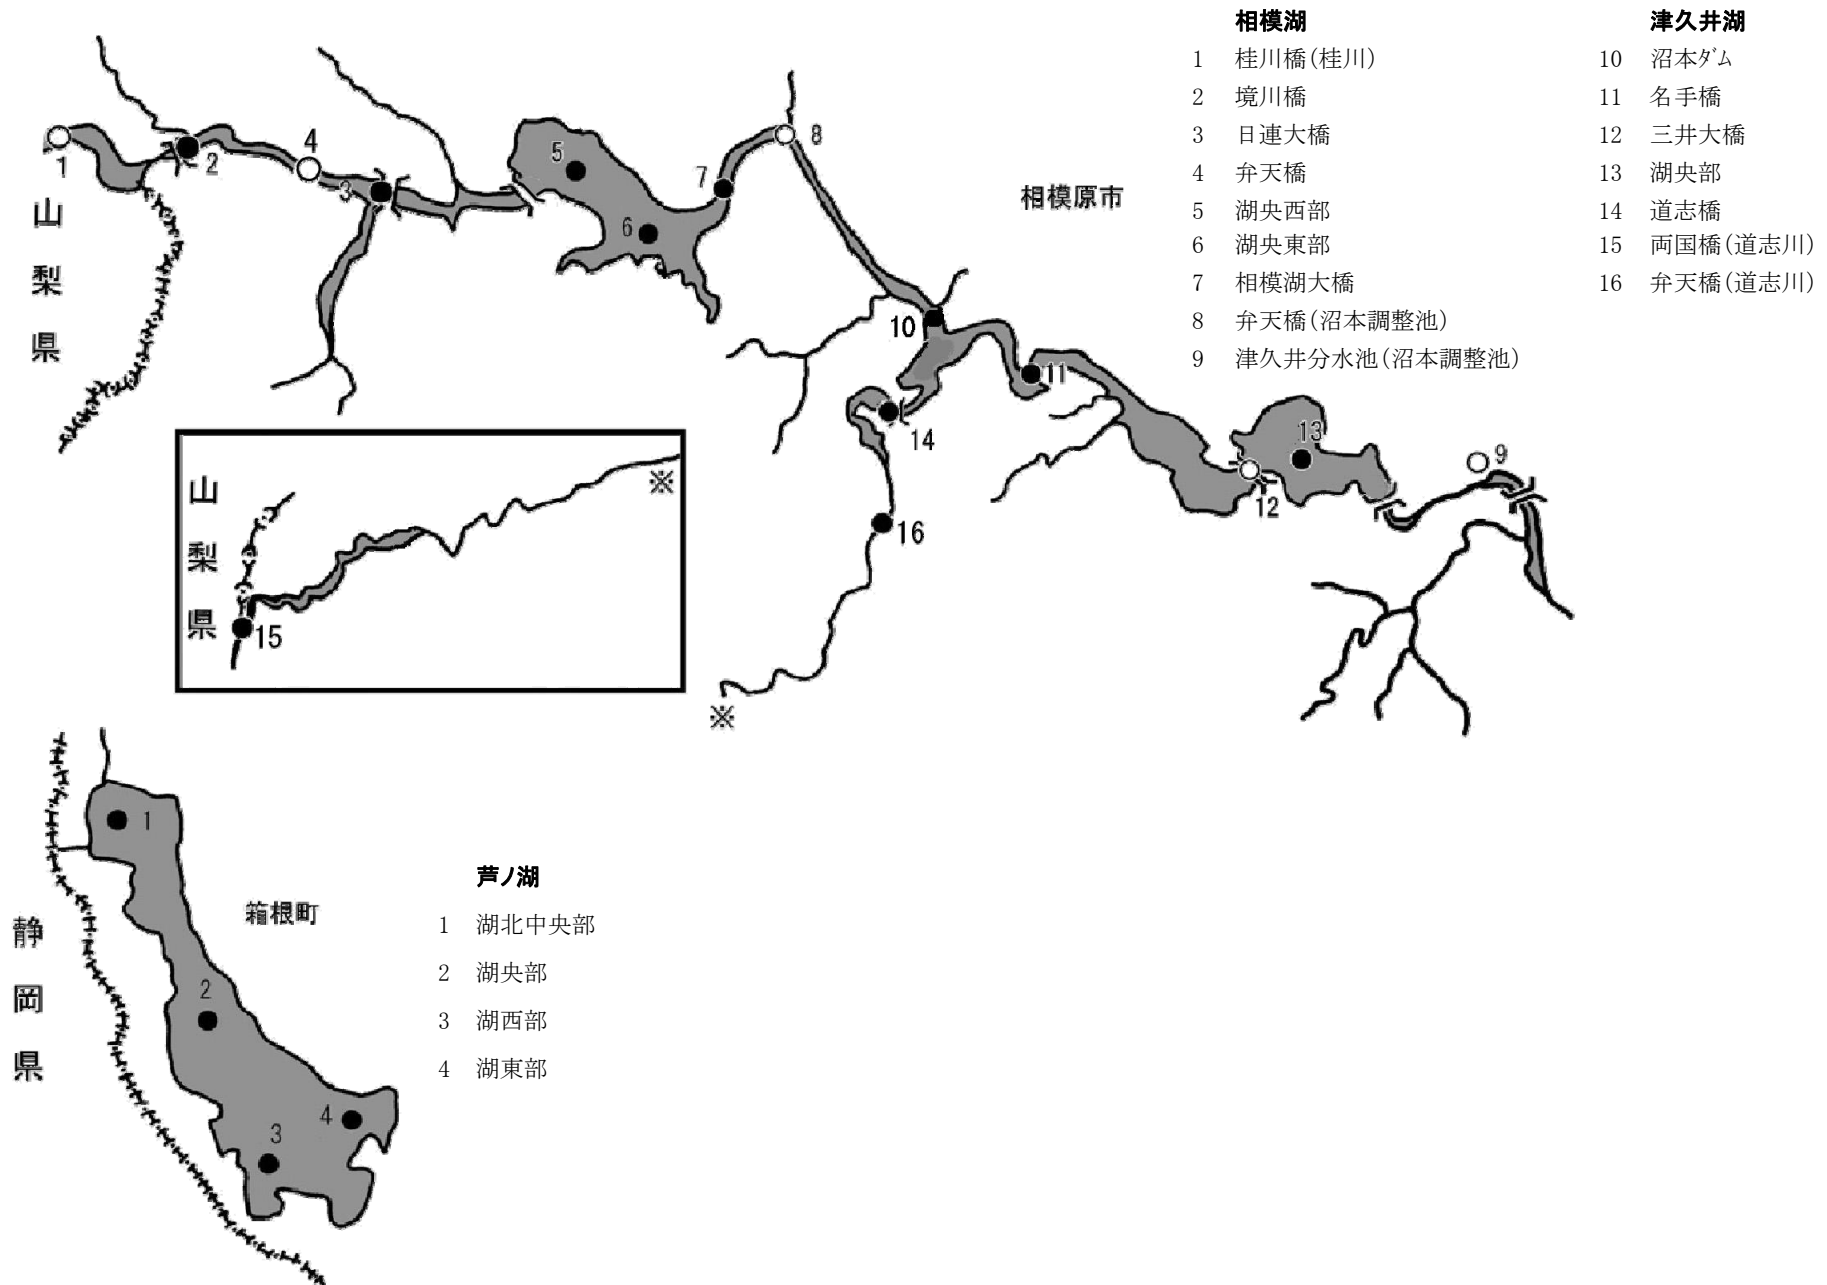 相模湖
1 桂川橋(桂川)
2 境川橋
3 日連大橋
4 弁天橋
5 湖央西部
6 湖央東部
7 相模湖大橋
8 弁天橋(沼本調整池)
9 津久井分水池(沼本調整池)
津久井湖
10 沼本ダム
11 名手橋
12 三井大橋
13 湖央部
14 道志橋
15 両国橋(道志川)
16 弁天橋(道志川)
1
2
4
3
5
6
7
8
相模原市
山梨県
10
11
14
13
12
9
16
※
山梨県
※
15
静岡県
箱根町
1
2
3
4
芦ノ湖
1 湖北中央部
2 湖央部
3 湖西部
4 湖東部